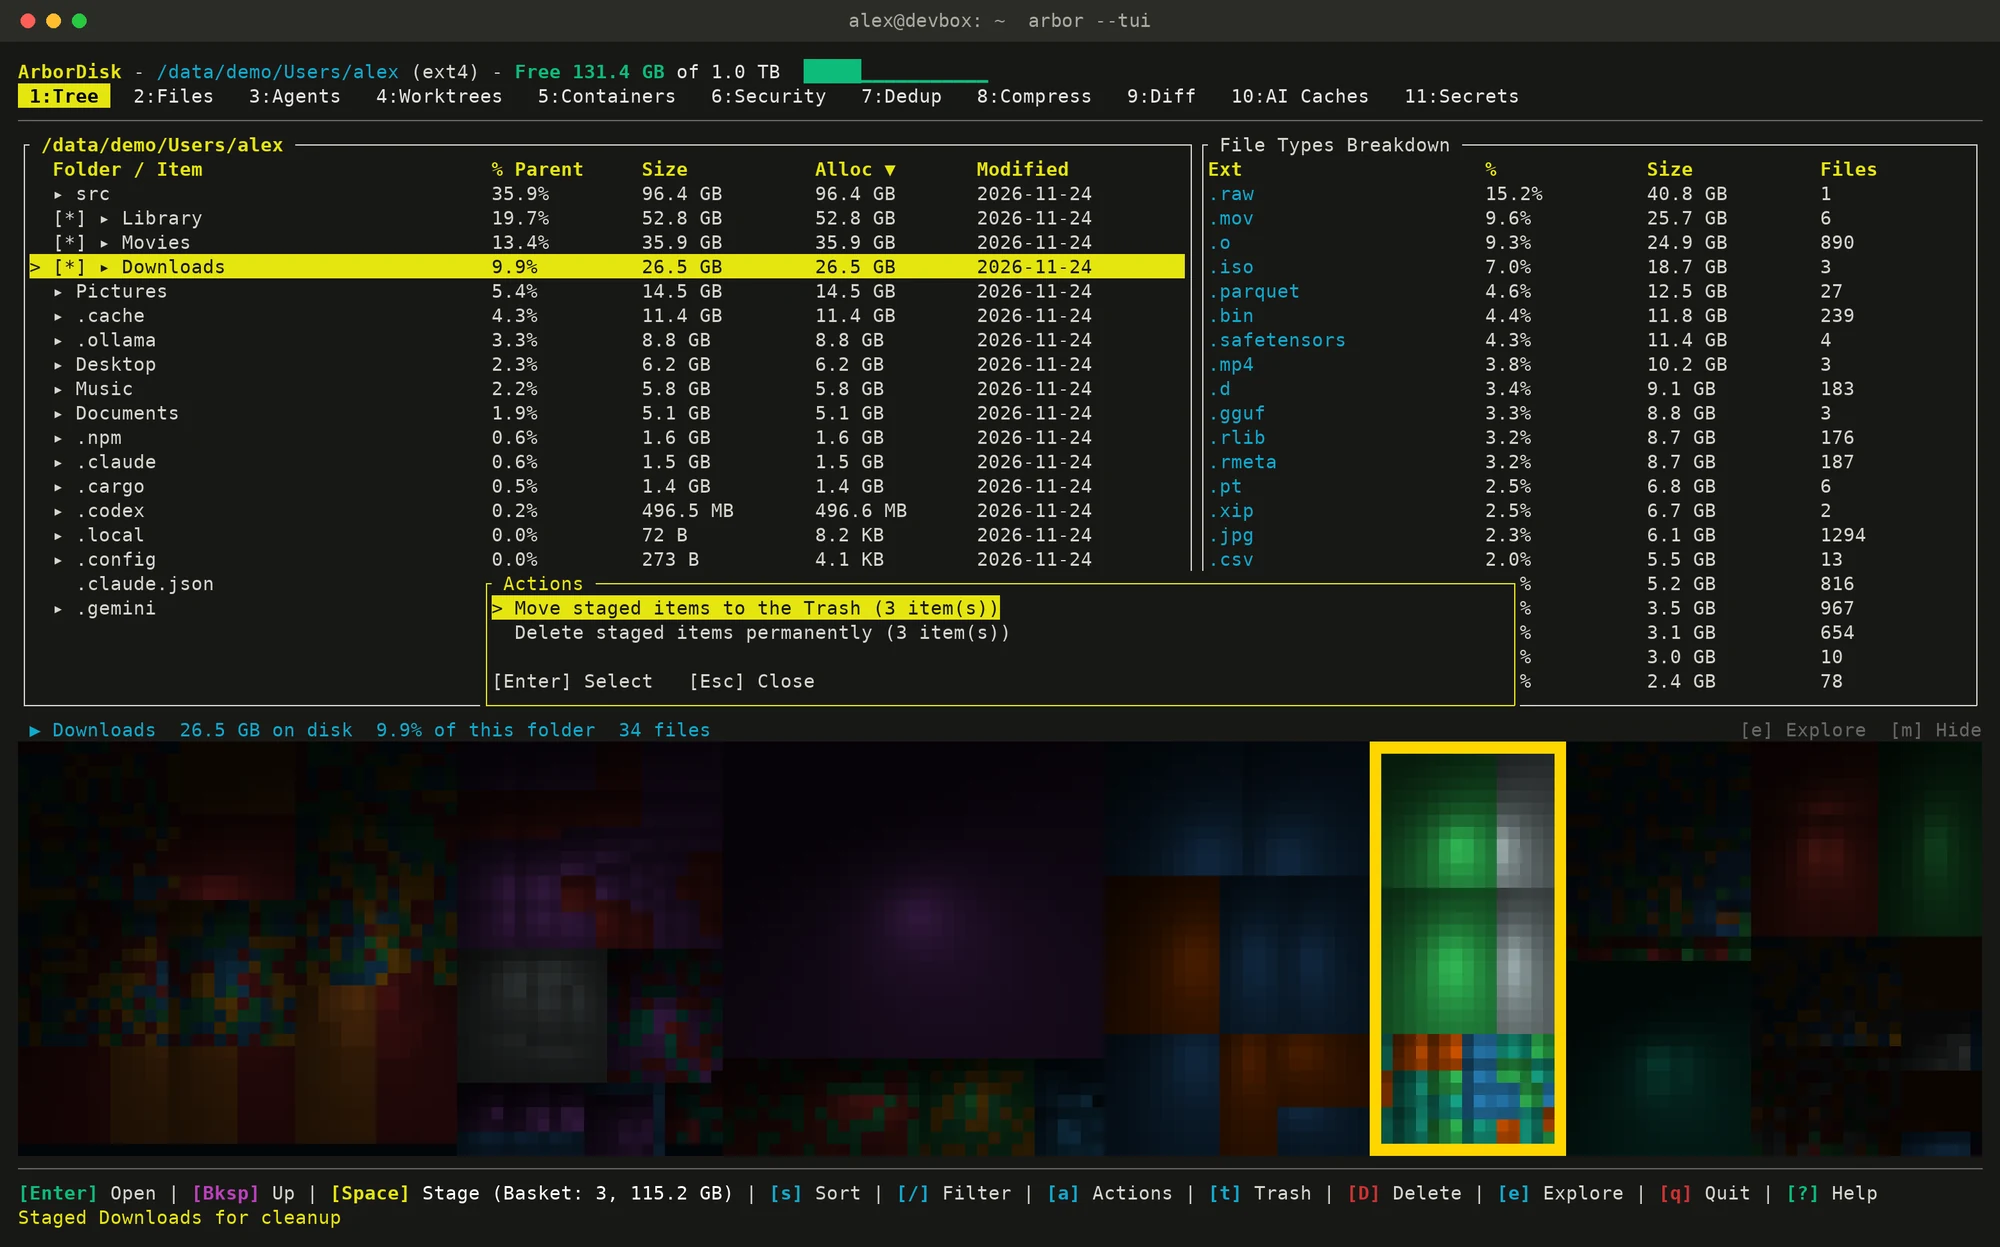 alex@devbox: ~  arbor --tui
ArborDisk - /data/demo/Users/alex (ext4) - Free 131.4 GB of 1.0 TB
1:Tree  2:Files  3:Agents  4:Worktrees  5:Containers  6:Security  7:Dedup  8:Compress  9:Diff  10:AI Caches  11:Secrets
/data/demo/Users/alex
Folder / Item  % Parent  Size  Alloc ▼  Modified
▸ src  35.9%  96.4 GB  96.4 GB  2026-11-24
[*] ▸ Library  19.7%  52.8 GB  52.8 GB  2026-11-24
[*] ▸ Movies  13.4%  35.9 GB  35.9 GB  2026-11-24
> [*] ▸ Downloads  9.9%  26.5 GB  26.5 GB  2026-11-24
▸ Pictures  5.4%  14.5 GB  14.5 GB  2026-11-24
▸ .cache  4.3%  11.4 GB  11.4 GB  2026-11-24
▸ .ollama  3.3%  8.8 GB  8.8 GB  2026-11-24
▸ Desktop  2.3%  6.2 GB  6.2 GB  2026-11-24
▸ Music  2.2%  5.8 GB  5.8 GB  2026-11-24
▸ Documents  1.9%  5.1 GB  5.1 GB  2026-11-24
▸ .npm  0.6%  1.6 GB  1.6 GB  2026-11-24
▸ .claude  0.6%  1.5 GB  1.5 GB  2026-11-24
▸ .cargo  0.5%  1.4 GB  1.4 GB  2026-11-24
▸ .codex  0.2%  496.5 MB  496.6 MB  2026-11-24
▸ .local  0.0%  72 B  8.2 KB  2026-11-24
▸ .config  0.0%  273 B  4.1 KB  2026-11-24
.claude.json
▸ .gemini
File Types Breakdown
Ext  %  Size  Files
.raw  15.2%  40.8 GB  1
.mov  9.6%  25.7 GB  6
.o  9.3%  24.9 GB  890
.iso  7.0%  18.7 GB  3
.parquet  4.6%  12.5 GB  27
.bin  4.4%  11.8 GB  239
.safetensors  4.3%  11.4 GB  4
.mp4  3.8%  10.2 GB  3
.d  3.4%  9.1 GB  183
.gguf  3.3%  8.8 GB  3
.rlib  3.2%  8.7 GB  176
.rmeta  3.2%  8.7 GB  187
.pt  2.5%  6.8 GB  6
.xip  2.5%  6.7 GB  2
.jpg  2.3%  6.1 GB  1294
.csv  2.0%  5.5 GB  13
%  5.2 GB  816
%  3.5 GB  967
%  3.1 GB  654
%  3.0 GB  10
%  2.4 GB  78
Actions
> Move staged items to the Trash (3 item(s))
Delete staged items permanently (3 item(s))
[Enter] Select  [Esc] Close
▶ Downloads  26.5 GB on disk  9.9% of this folder  34 files  [e] Explore  [m] Hide
[Enter] Open | [Bksp] Up | [Space] Stage (Basket: 3, 115.2 GB) | [s] Sort | [/] Filter | [a] Actions | [t] Trash | [D] Delete | [e] Explore | [q] Quit | [?] Help
Staged Downloads for cleanup